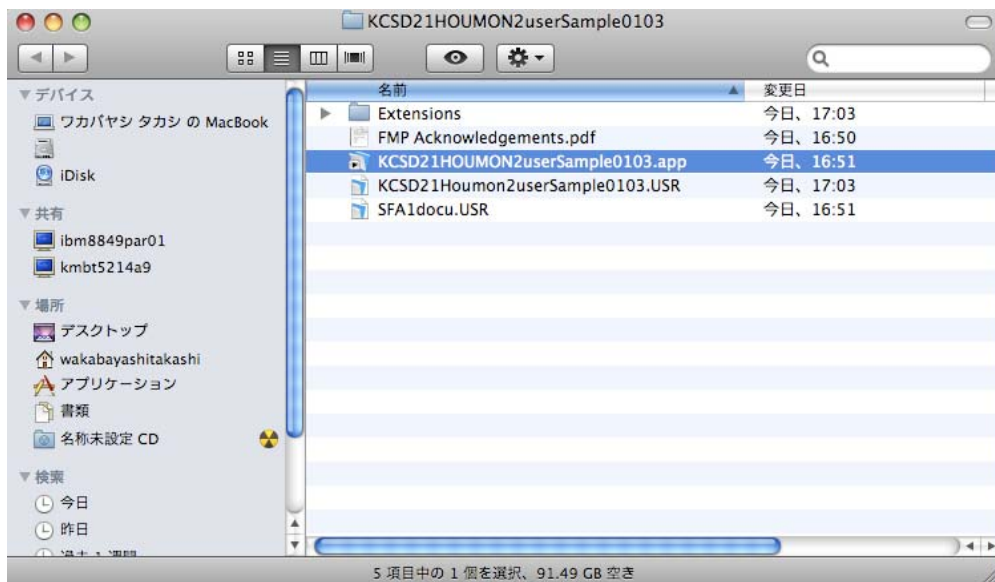 KCSD21HOUMON2userSample0103
デバイス
ワカバヤシ タカシ の MacBook
iDisk
共有
ibm8849par01
kmbt5214a9
場所
デスクトップ
wakabayashitakashi
アプリケーション
書類
名称未設定 CD
検索
今日
昨日
過去 1 週間
名前 変更日
Extensions 今日、17:03
FMP Acknowledgements.pdf 今日、16:50
KCSD21HOUMON2userSample0103.app 今日、16:51
KCSD21Houmon2userSample0103.USR 今日、17:03
SFA1docu.USR 今日、16:51
5 項目中の 1 個を選択、91.49 GB 空き